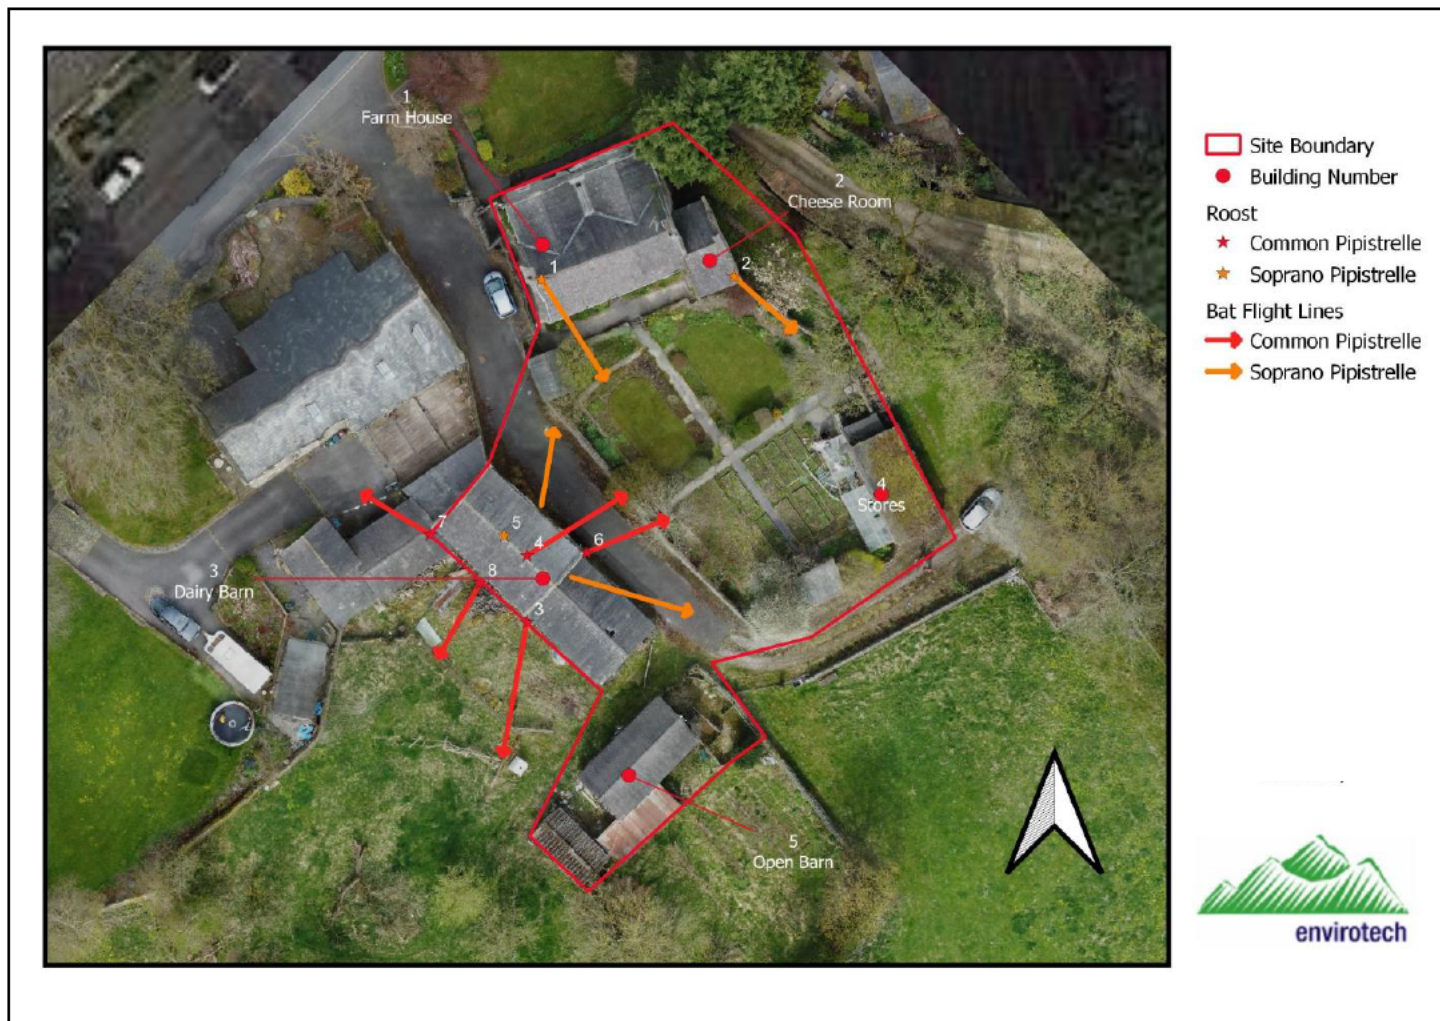 1
Farm House
2
Cheese Room
1
2
5
4
6
7
8
3
4
Stores
3
Dairy Barn
5
Open Barn
Site Boundary
Building Number
Roost
Common Pipistrelle
Soprano Pipistrelle
Bat Flight Lines
Common Pipistrelle
Soprano Pipistrelle
envirotech